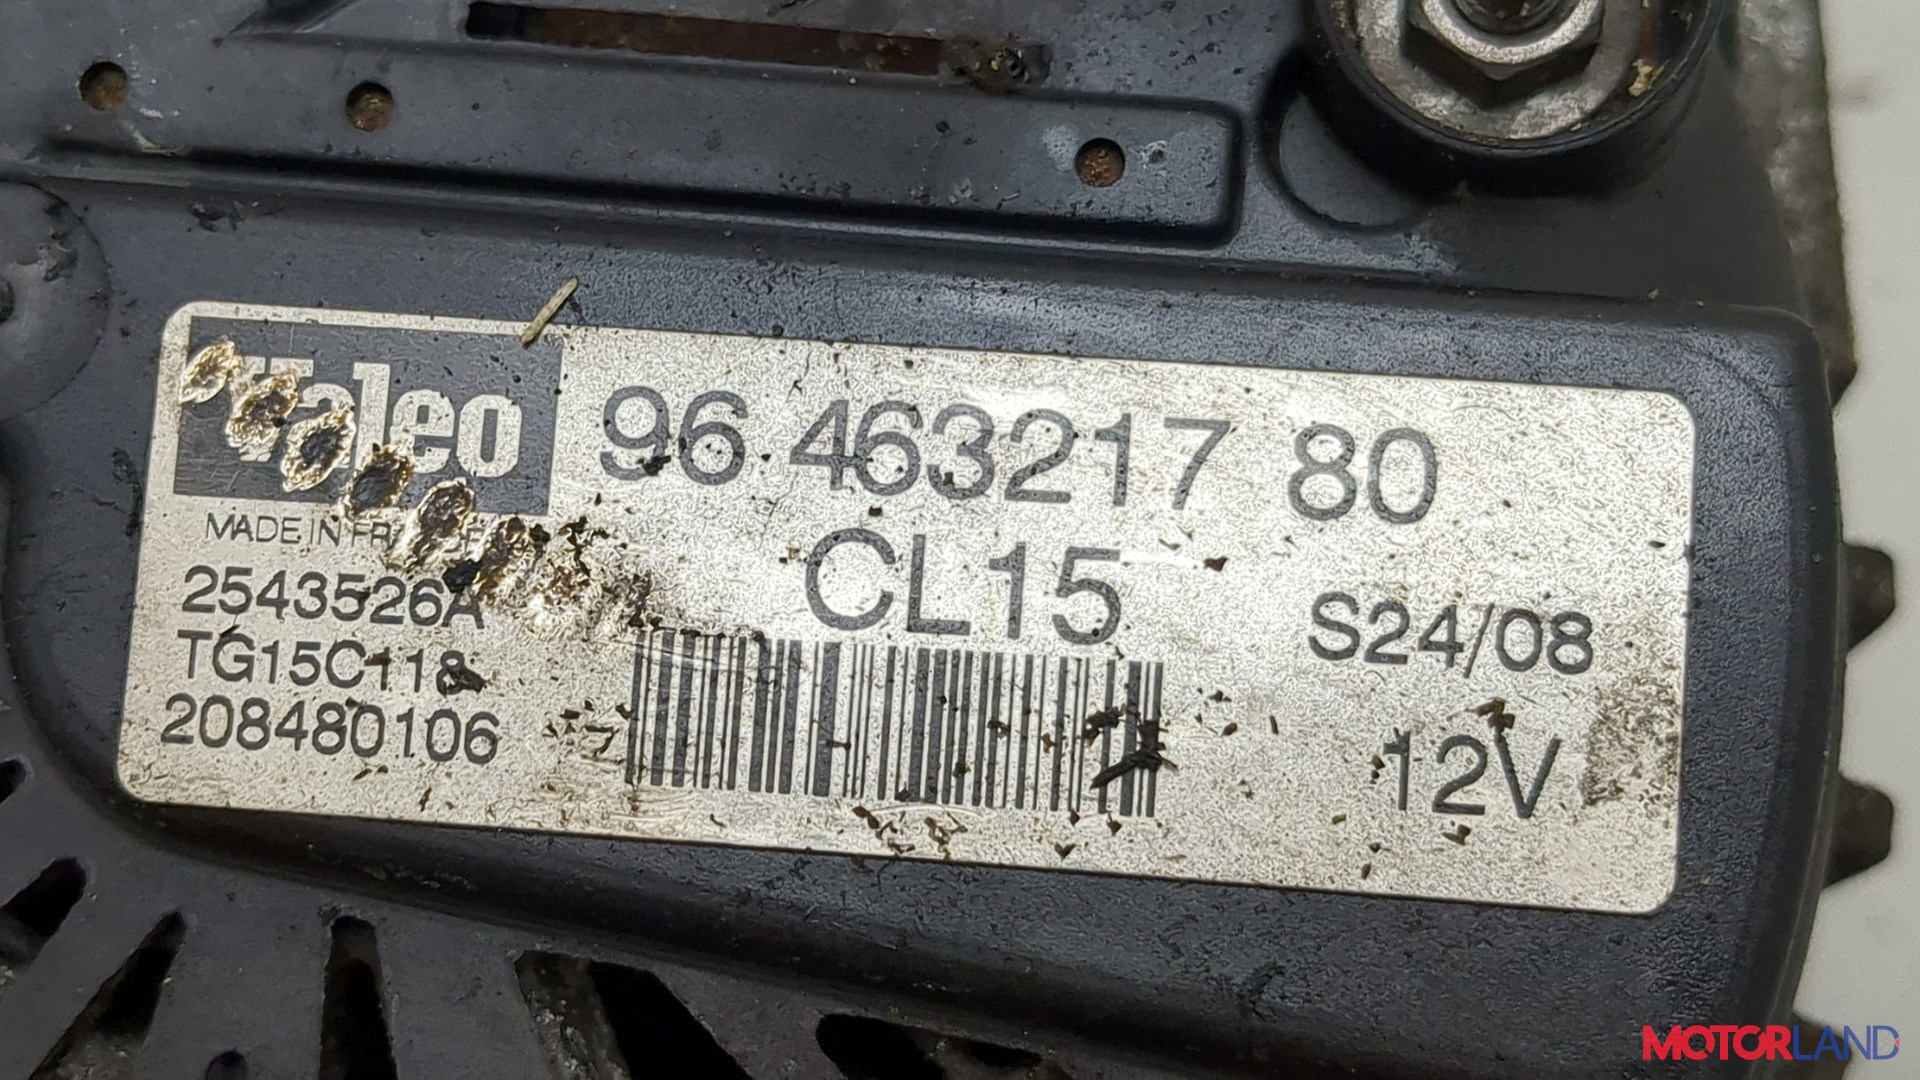 Valeo
96 463217 80
MADE IN FRANCE
CL15
2543526A
S24/08
TG15C118
208480106
12V
MOTORLAND